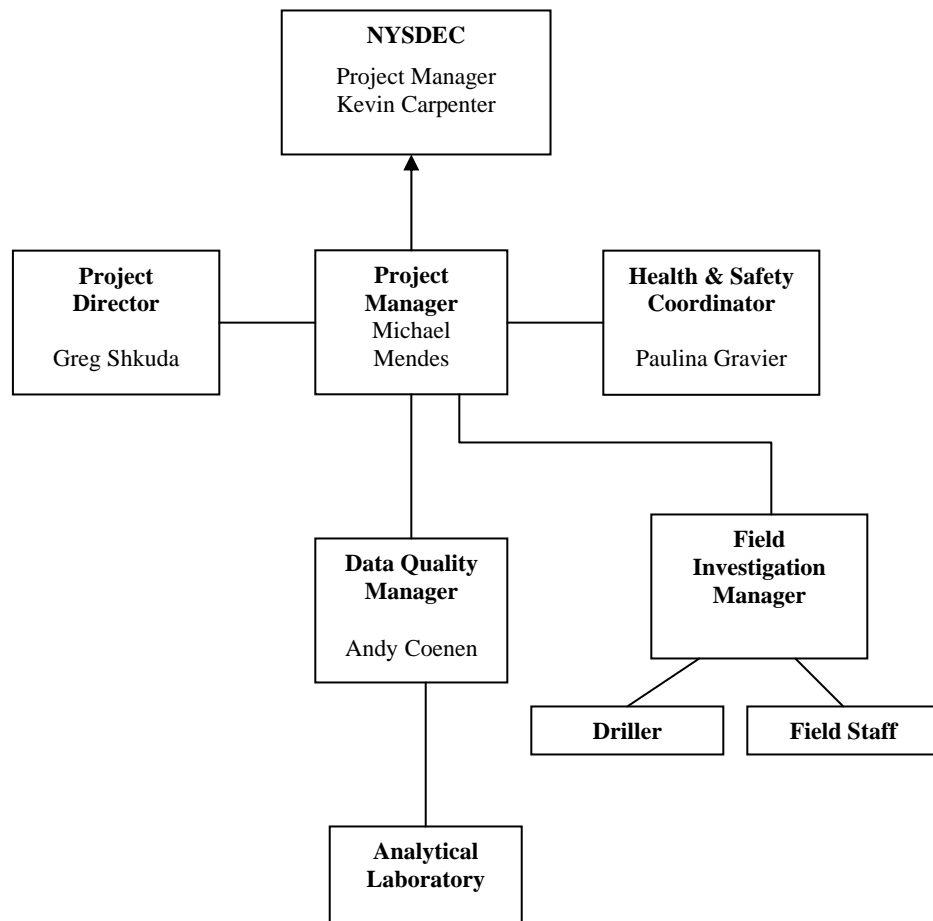 NYSDEC
Project Manager
Kevin Carpenter
Project
Director
Greg Shkuda
Project
Manager
Michael
Mendes
Health & Safety
Coordinator
Paulina Gravier
Data Quality
Manager
Andy Coenen
Field
Investigation
Manager
Driller
Field Staff
Analytical
Laboratory